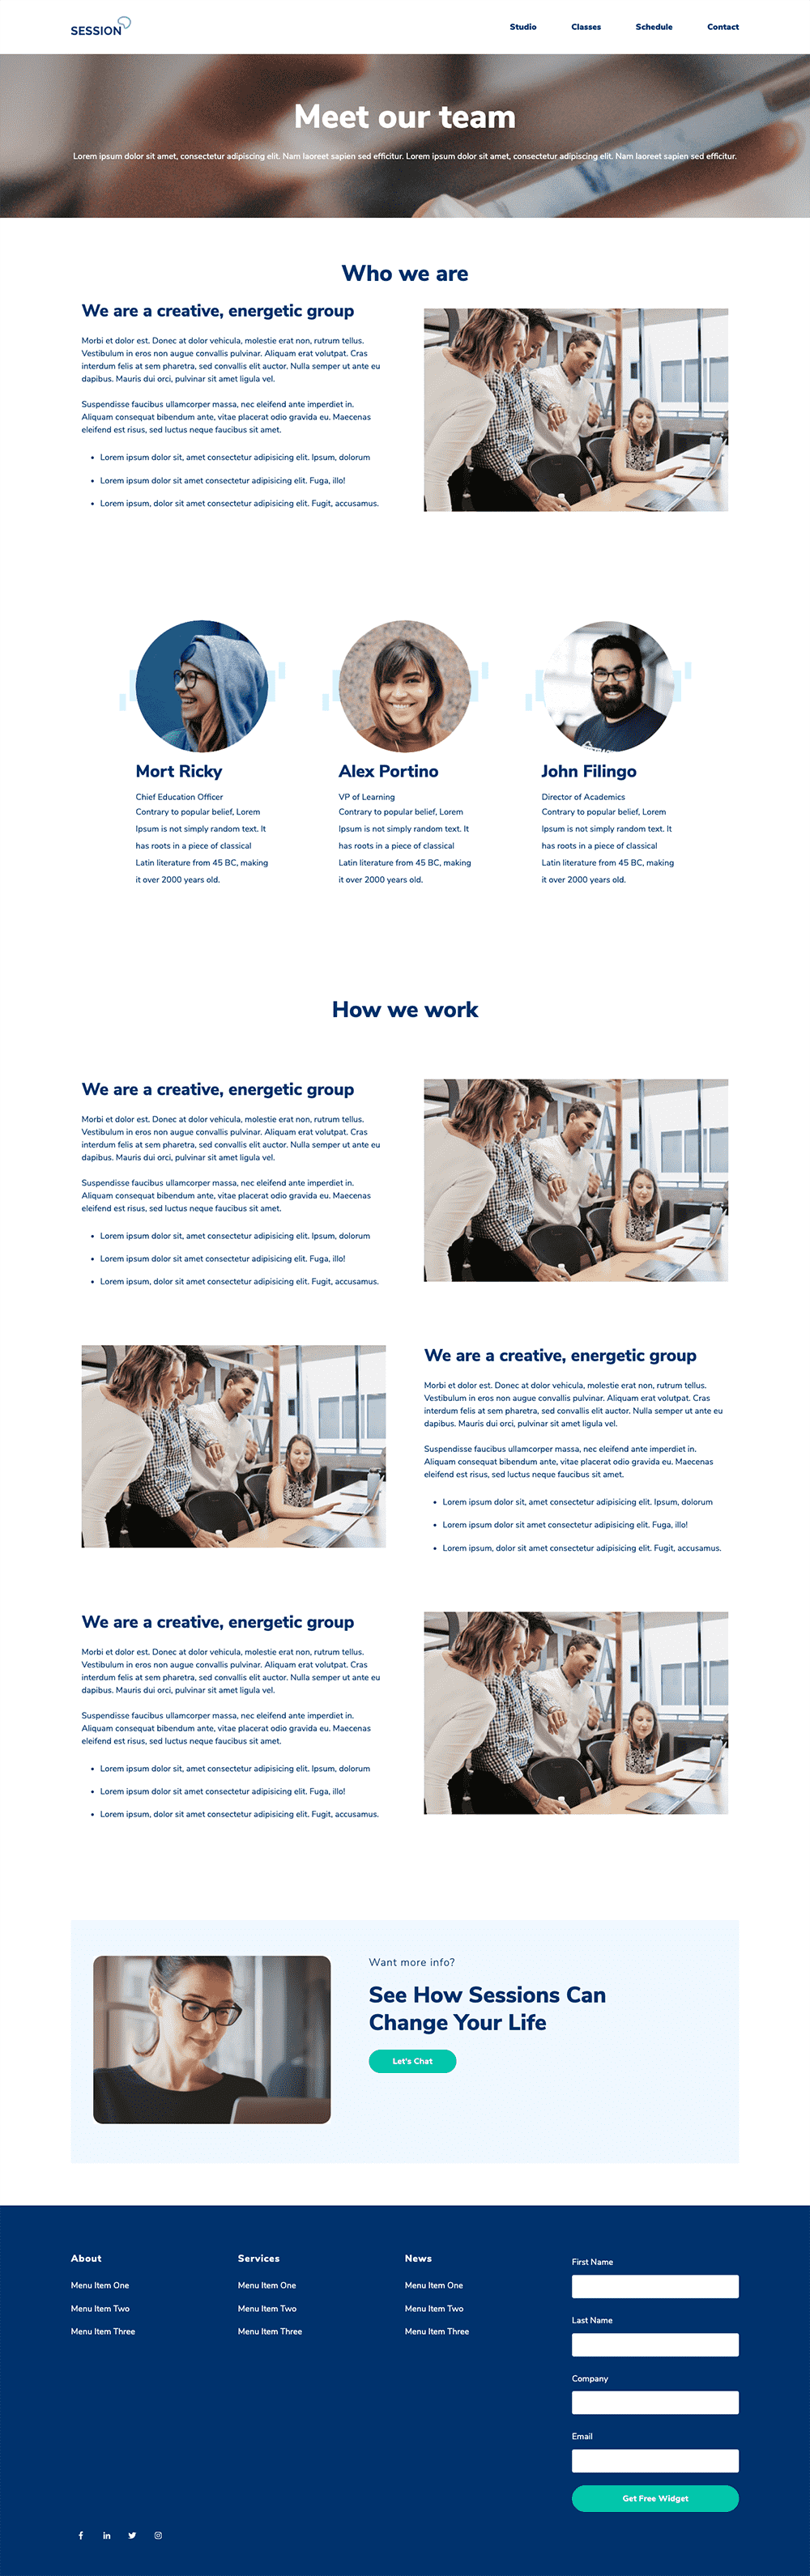 SESSION
Studio Classes Schedule Contact
Meet our team
Lorem ipsum dolor sit amet, consectetur adipiscing elit. Nam laoreet sapien sed efficitur. Lorem ipsum dolor sit amet, consectetur adipiscing elit. Nam laoreet sapien sed efficitur.
Who we are
We are a creative, energetic group
Morbi et dolor est. Donec at dolor vehicula, molestie erat non, rutrum tellus.
Vestibulum in eros non augue convallis pulvinar. Aliquam erat volutpat. Cras
interdum felis at sem pharetra, sed convallis elit auctor. Nulla semper ut ante eu
dapibus. Mauris dui orci, pulvinar sit amet ligula vel.
Suspendisse faucibus ullamcorper massa, nec eleifend ante imperdiet in.
Aliquam consequat bibendum ante, vitae placerat odio gravida eu. Maecenas
eleifend est risus, sed luctus neque faucibus sit amet.
• Lorem ipsum dolor sit, amet consectetur adipisicing elit. Ipsum, dolorum
• Lorem ipsum dolor sit amet consectetur adipisicing elit. Fuga, illo!
• Lorem ipsum, dolor sit amet consectetur adipisicing elit. Fugit, accusamus.
Mort Ricky
Chief Education Officer
Contrary to popular belief, Lorem
Ipsum is not simply random text. It
has roots in a piece of classical
Latin literature from 45 BC, making
it over 2000 years old.
Alex Portino
VP of Learning
Contrary to popular belief, Lorem
Ipsum is not simply random text. It
has roots in a piece of classical
Latin literature from 45 BC, making
it over 2000 years old.
John Filingo
Director of Academics
Contrary to popular belief, Lorem
Ipsum is not simply random text. It
has roots in a piece of classical
Latin literature from 45 BC, making
it over 2000 years old.
How we work
We are a creative, energetic group
Morbi et dolor est. Donec at dolor vehicula, molestie erat non, rutrum tellus.
Vestibulum in eros non augue convallis pulvinar. Aliquam erat volutpat. Cras
interdum felis at sem pharetra, sed convallis elit auctor. Nulla semper ut ante eu
dapibus. Mauris dui orci, pulvinar sit amet ligula vel.
Suspendisse faucibus ullamcorper massa, nec eleifend ante imperdiet in.
Aliquam consequat bibendum ante, vitae placerat odio gravida eu. Maecenas
eleifend est risus, sed luctus neque faucibus sit amet.
• Lorem ipsum dolor sit, amet consectetur adipisicing elit. Ipsum, dolorum
• Lorem ipsum dolor sit amet consectetur adipisicing elit. Fuga, illo!
• Lorem ipsum, dolor sit amet consectetur adipisicing elit. Fugit, accusamus.
We are a creative, energetic group
Morbi et dolor est. Donec at dolor vehicula, molestie erat non, rutrum tellus.
Vestibulum in eros non augue convallis pulvinar. Aliquam erat volutpat. Cras
interdum felis at sem pharetra, sed convallis elit auctor. Nulla semper ut ante eu
dapibus. Mauris dui orci, pulvinar sit amet ligula vel.
Suspendisse faucibus ullamcorper massa, nec eleifend ante imperdiet in.
Aliquam consequat bibendum ante, vitae placerat odio gravida eu. Maecenas
eleifend est risus, sed luctus neque faucibus sit amet.
• Lorem ipsum dolor sit, amet consectetur adipisicing elit. Ipsum, dolorum
• Lorem ipsum dolor sit amet consectetur adipisicing elit. Fuga, illo!
• Lorem ipsum, dolor sit amet consectetur adipisicing elit. Fugit, accusamus.
We are a creative, energetic group
Morbi et dolor est. Donec at dolor vehicula, molestie erat non, rutrum tellus.
Vestibulum in eros non augue convallis pulvinar. Aliquam erat volutpat. Cras
interdum felis at sem pharetra, sed convallis elit auctor. Nulla semper ut ante eu
dapibus. Mauris dui orci, pulvinar sit amet ligula vel.
Suspendisse faucibus ullamcorper massa, nec eleifend ante imperdiet in.
Aliquam consequat bibendum ante, vitae placerat odio gravida eu. Maecenas
eleifend est risus, sed luctus neque faucibus sit amet.
• Lorem ipsum dolor sit, amet consectetur adipisicing elit. Ipsum, dolorum
• Lorem ipsum dolor sit amet consectetur adipisicing elit. Fuga, illo!
• Lorem ipsum, dolor sit amet consectetur adipisicing elit. Fugit, accusamus.
Want more info?
See How Sessions Can
Change Your Life
Let's Chat
About
Menu Item One
Menu Item Two
Menu Item Three
Services
Menu Item One
Menu Item Two
Menu Item Three
News
Menu Item One
Menu Item Two
Menu Item Three
First Name
Last Name
Company
Email
Get Free Widget